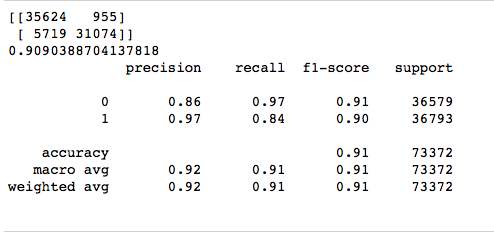 [[35624   955]
 [ 5719 31074]]
0.9090388704137818
              precision    recall  f1-score   support

           0       0.86      0.97      0.91     36579
           1       0.97      0.84      0.90     36793

    accuracy                           0.91     73372
   macro avg       0.92      0.91      0.91     73372
weighted avg       0.92      0.91      0.91     73372